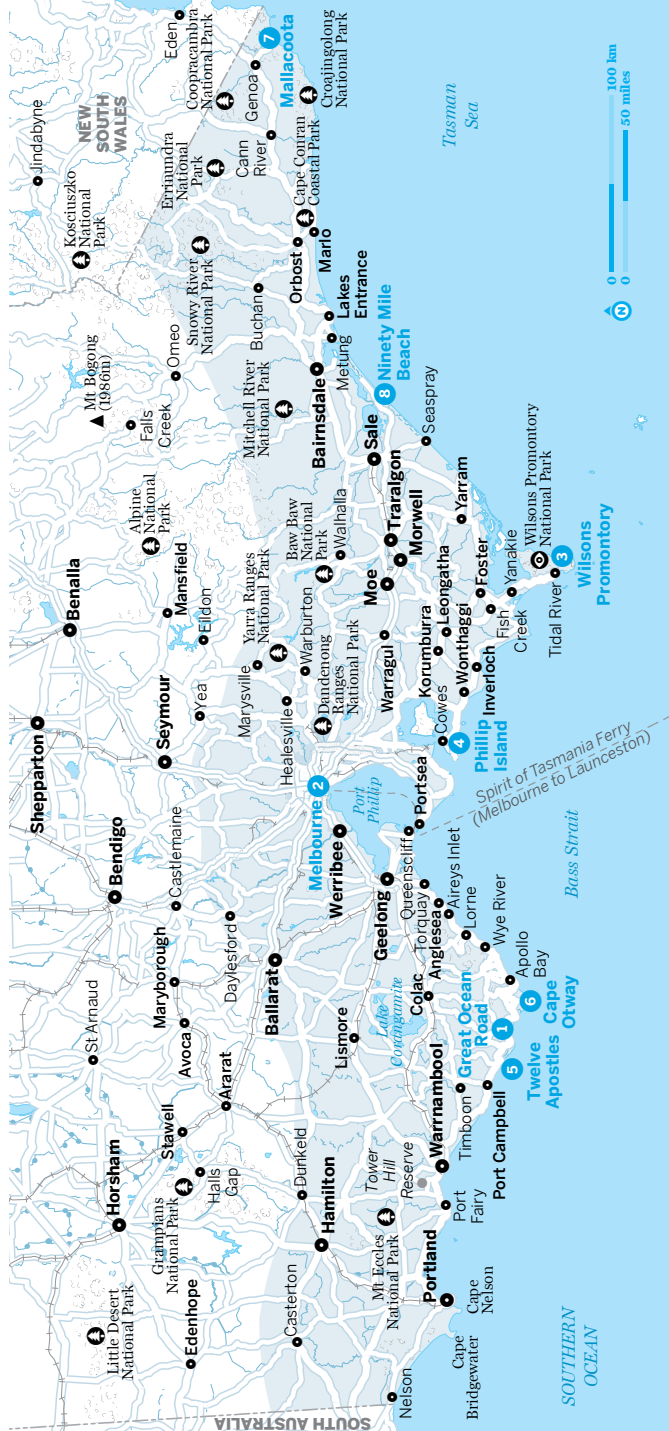 SOUTH AUSTRALIA
NEW
SOUTH
WALES
Little Desert
National Park
Horsham
St Arnaud
Bendigo
Shepparton
Benalla
Mt Bogong
(1986m)
Kosciuszko
National
Park
Jindabyne
Eden
Edenhope
Grampians
National Park
Stawell
Halls
Gap
Ararat
Avoca
Maryborough
Castlemaine
Daylesford
Seymour
Yea
Mansfield
Eildon
Alpine
National
Park
Falls
Creek
Omeo
Snowy River
National Park
Errinundra
National
Park
Coopracambra
National Park
Genoa
Mallacoota
7
Croajingolong
National Park
Cann
River
Cape Conran
Coastal Park
Casterton
Dunkeld
Hamilton
Ballarat
Lismore
Melbourne
2
Werribee
Healesville
Marysville
Yarra Ranges
National Park
Warburton
Dandenong
Ranges
National Park
Baw Baw
National
Park
Walhalla
Mitchell River
National Park
Bairnsdale
Buchan
Orbost
Marlo
Lakes
Entrance
Metung
Ninety Mile
Beach
8
Tasman
Sea
Nelson
Mt Eccles
National Park
Tower
Hill
Reserve
Lake
Corangamite
Colac
Geelong
Port
Phillip
Queenscliff
Portsea
Torquay
Anglesea
Aireys Inlet
Lorne
Wye River
Apollo
Bay
Warragul
Moe
Morwell
Traralgon
Sale
Seaspray
Yarram
Korumburra
Leongatha
Wonthaggi
Inverloch
Foster
Fish
Creek
Yanakie
Tidal River
Wilsons Promontory
National Park
3
Wilsons
Promontory
Cowes
4
Phillip
Island
Portland
Cape
Nelson
Cape
Bridgewater
Port
Fairy
Warrnambool
Timboon
Port Campbell
Great Ocean
Road
1
5
Twelve
Apostles
6
Cape
Otway
Spirit of Tasmania Ferry
(Melbourne to Launceston)
Bass Strait
SOUTHERN
OCEAN
N
0
100 km
0
50 miles